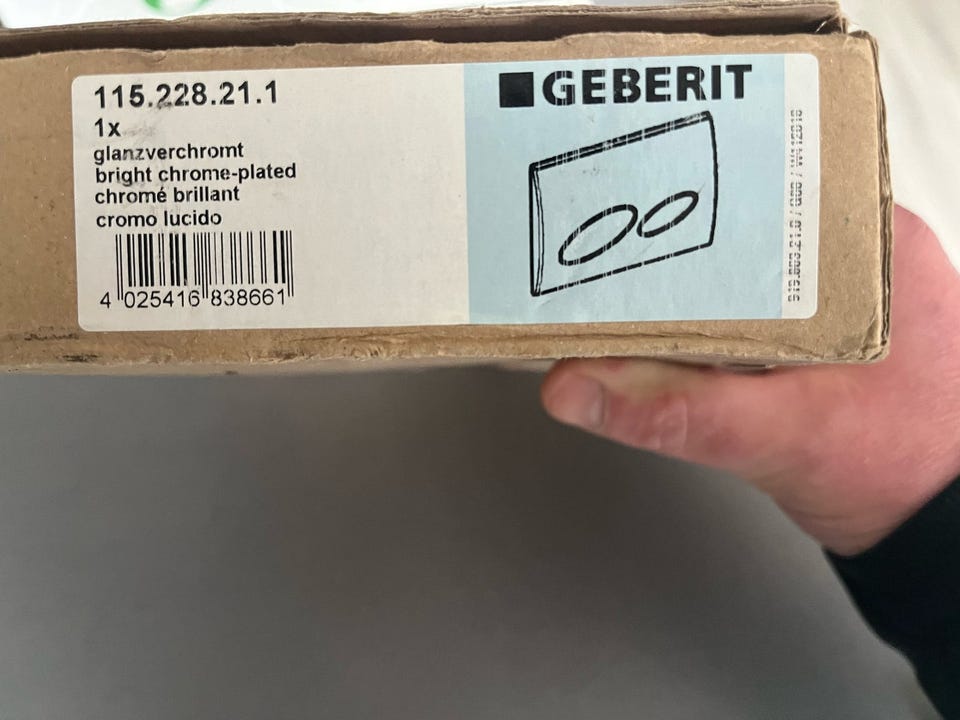 115.228.21.1
1x
glanzverchromt
bright chrome-plated
chromé brillant
cromo lucido
4 025416 838661
GEBERIT